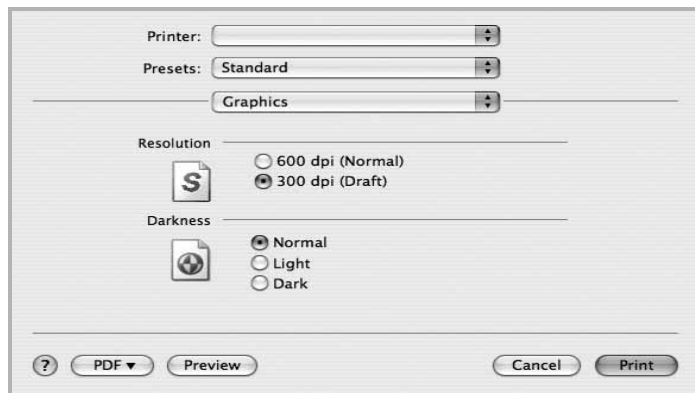 Printer:
Presets: Standard
Graphics
Resolution
600 dpi (Normal)
S
300 dpi (Draft)
Darkness
Normal
Light
Dark
? PDF▼ Preview Cancel Print